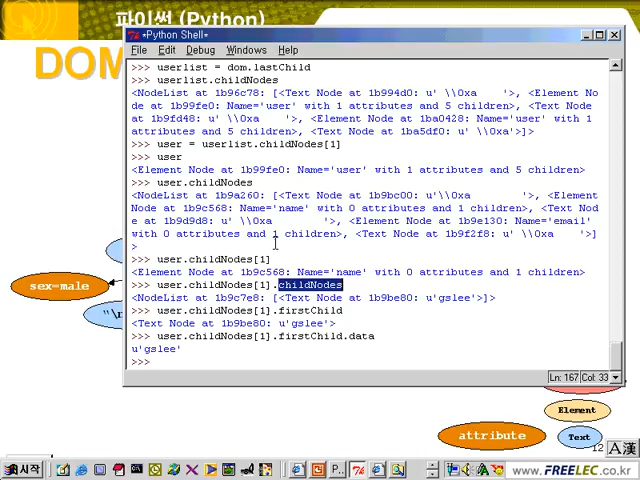 파이썬 (Python)
DOM
*Python Shell*
File Edit Debug Windows Help
>>> userlist = dom.lastChild
>>> userlist.childNodes
<NodeList at 1b96c78: [<Text Node at 1b994d0: u' \\0xa    '>, <Element No
de at 1b99fe0: Name='user' with 1 attributes and 5 children>, <Text Node at
1b9fd48: u' \\0xa    '>, <Element Node at 1ba0428: Name='user' with 1
attributes and 5 children>, <Text Node at 1ba5df0: u' \\0xa'>]>
>>> user = userlist.childNodes[1]
>>> user
<Element Node at 1b99fe0: Name='user' with 1 attributes and 5 children>
>>> user.childNodes
<NodeList at 1b9a260: [<Text Node at 1b9bc00: u'\\0xa      '>, <Element
Node at 1b9c568: Name='name' with 0 attributes and 1 children>, <Text Nod
e at 1b9d9d8: u' \\0xa      '>, <Element Node at 1b9e130: Name='email'
with 0 attributes and 1 children>, <Text Node at 1b9f2f8: u' \\0xa    '>]
>
>>> user.childNodes[1]
<Element Node at 1b9c568: Name='name' with 0 attributes and 1 children>
>>> user.childNodes[1].childNodes
<NodeList at 1b9c7e8: [<Text Node at 1b9be80: u'gslee'>]>
>>> user.childNodes[1].firstChild
<Text Node at 1b9be80: u'gslee'>
>>> user.childNodes[1].firstChild.data
u'gslee'
>>>
Ln: 167 Col: 33
sex=male
"\n
Element
attribute
Text
12
A漢
시작
P..
www.FREELEC.co.kr